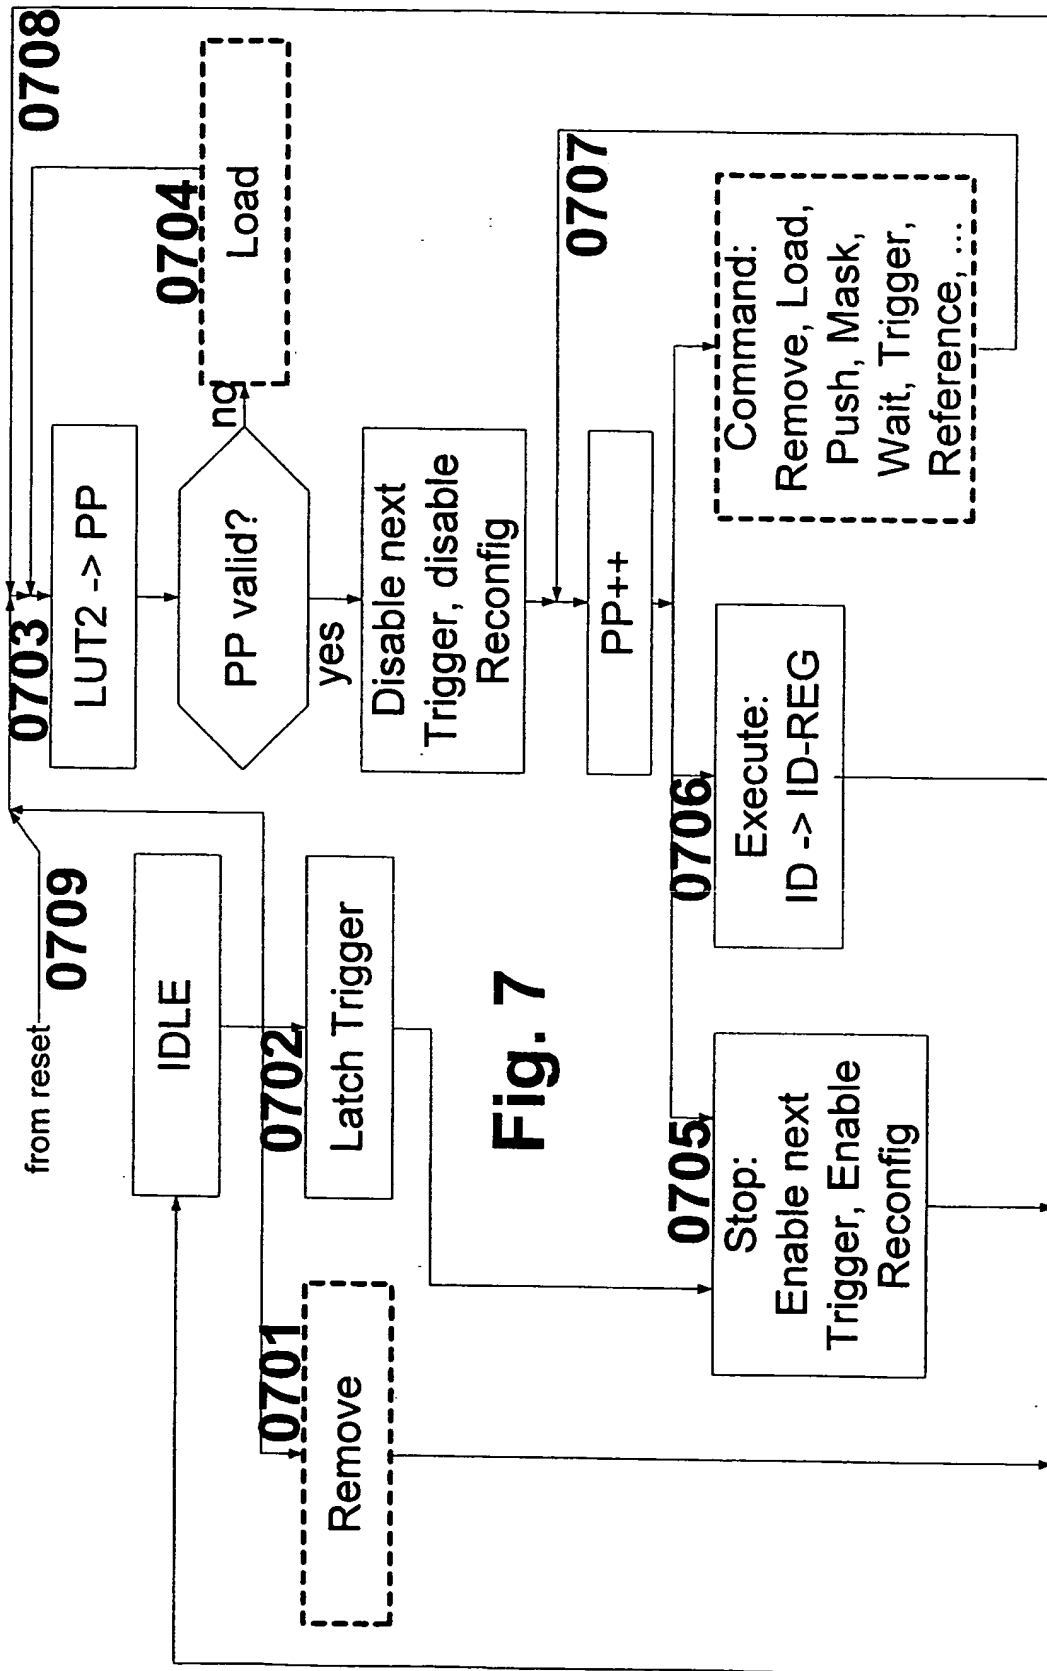 from reset
0709
IDLE
0701
Remove
0702
Latch Trigger
0703
LUT2 -> PP
0708
PP valid?
no
0704
Load
yes
Disable next
Trigger, disable
Reconfig
0707
PP++
0705
Stop:
Enable next
Trigger, Enable
Reconfig
0706
Execute:
ID -> ID-REG
Command:
Remove, Load,
Push, Mask,
Wait, Trigger,
Reference, ...
Fig. 7